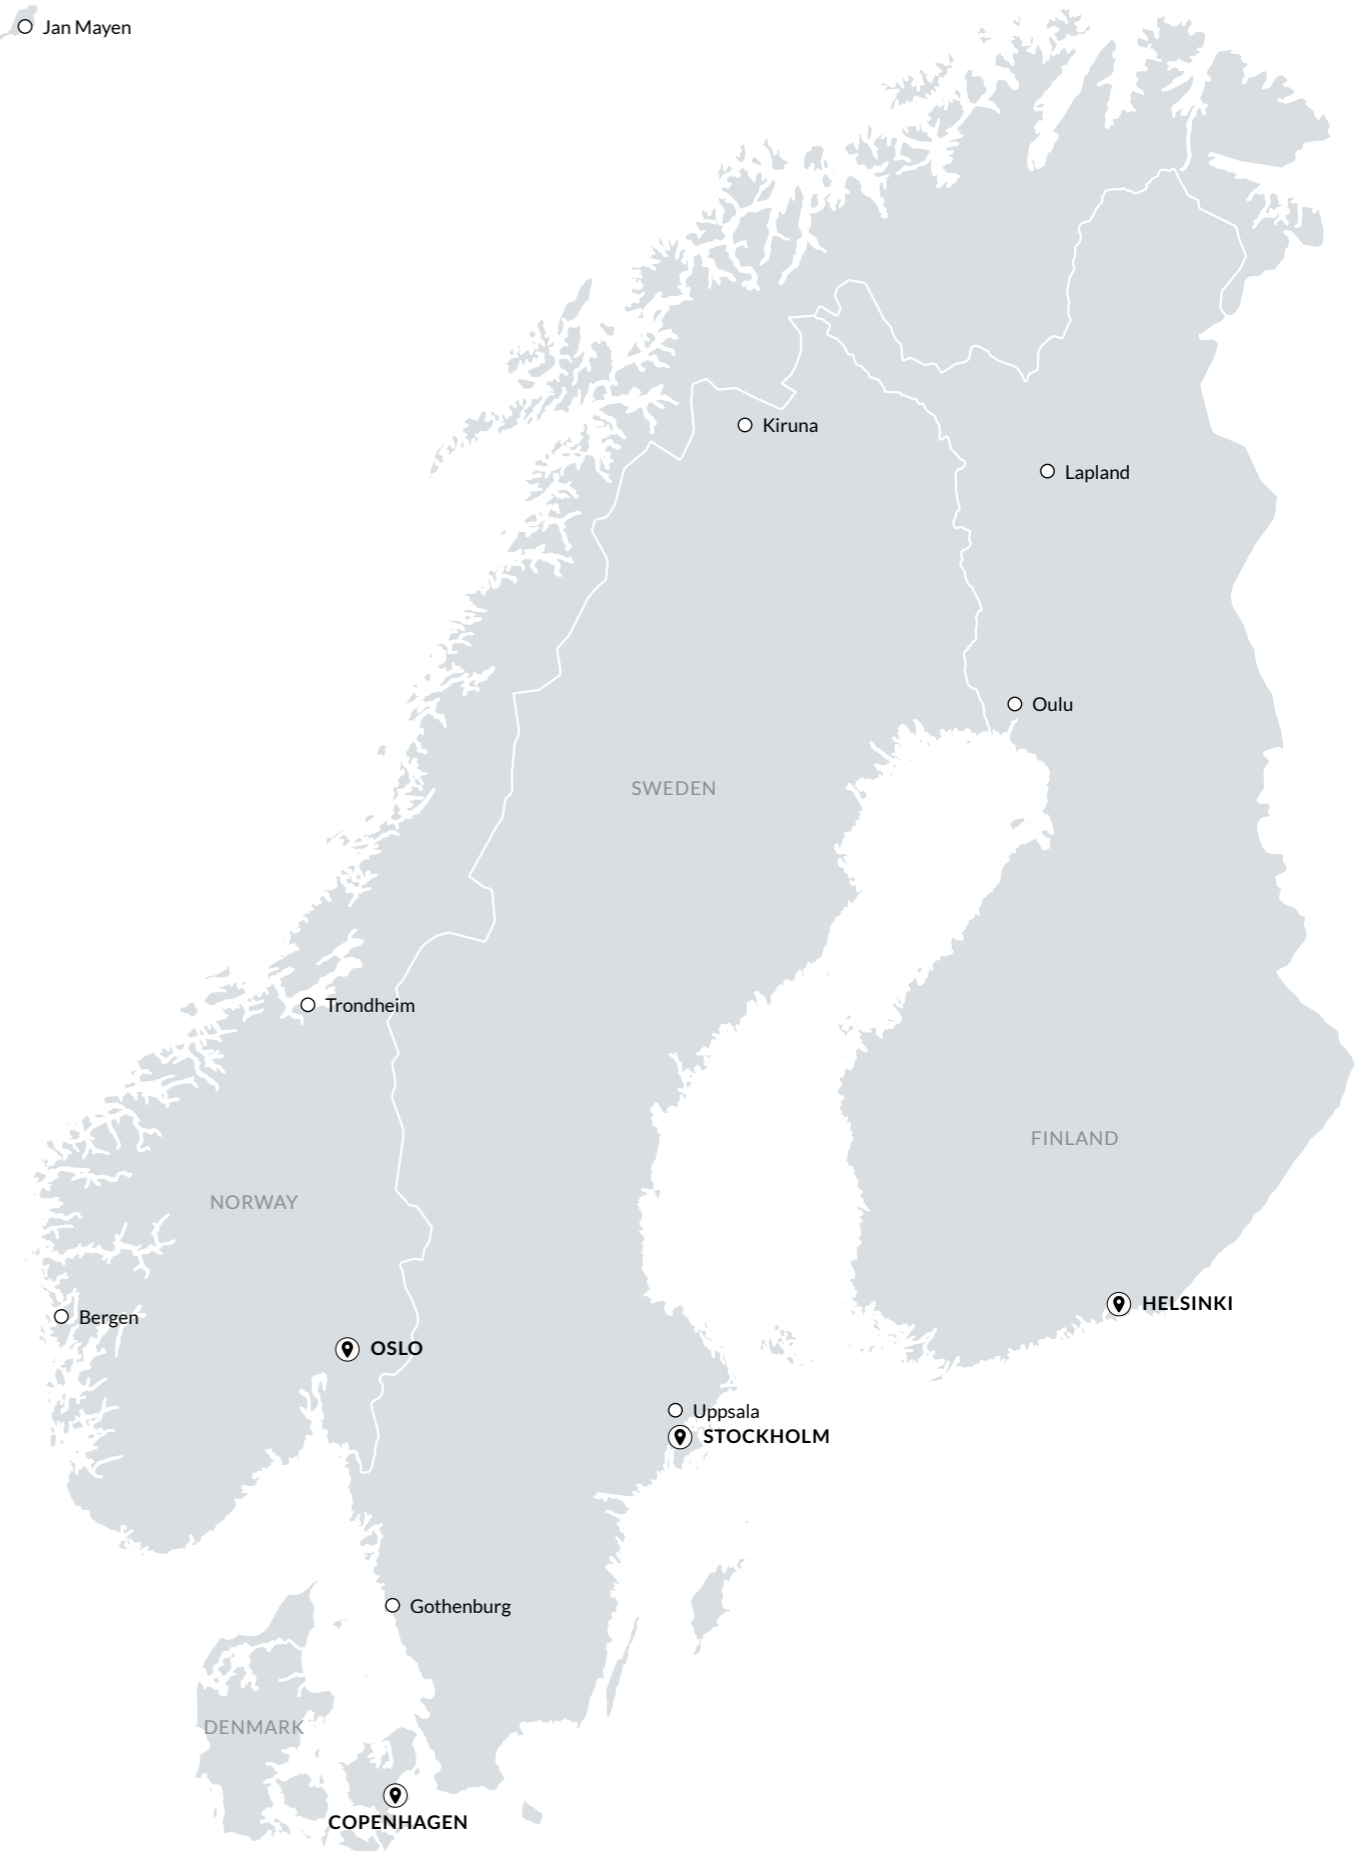 Jan Mayen
Kiruna
Lapland
Oulu
SWEDEN
Trondheim
FINLAND
NORWAY
HELSINKI
Bergen
OSLO
Uppsala
STOCKHOLM
Gothenburg
DENMARK
COPENHAGEN